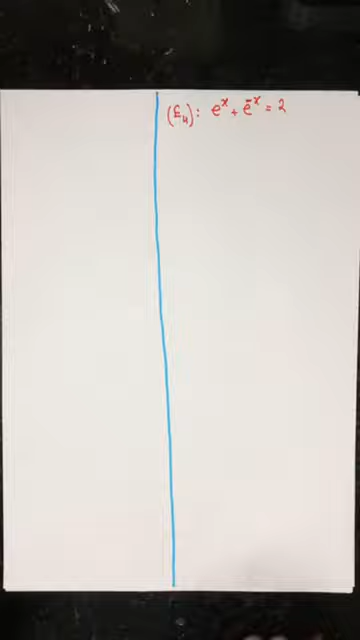 (E₄): eˣ + e⁻ˣ = 2